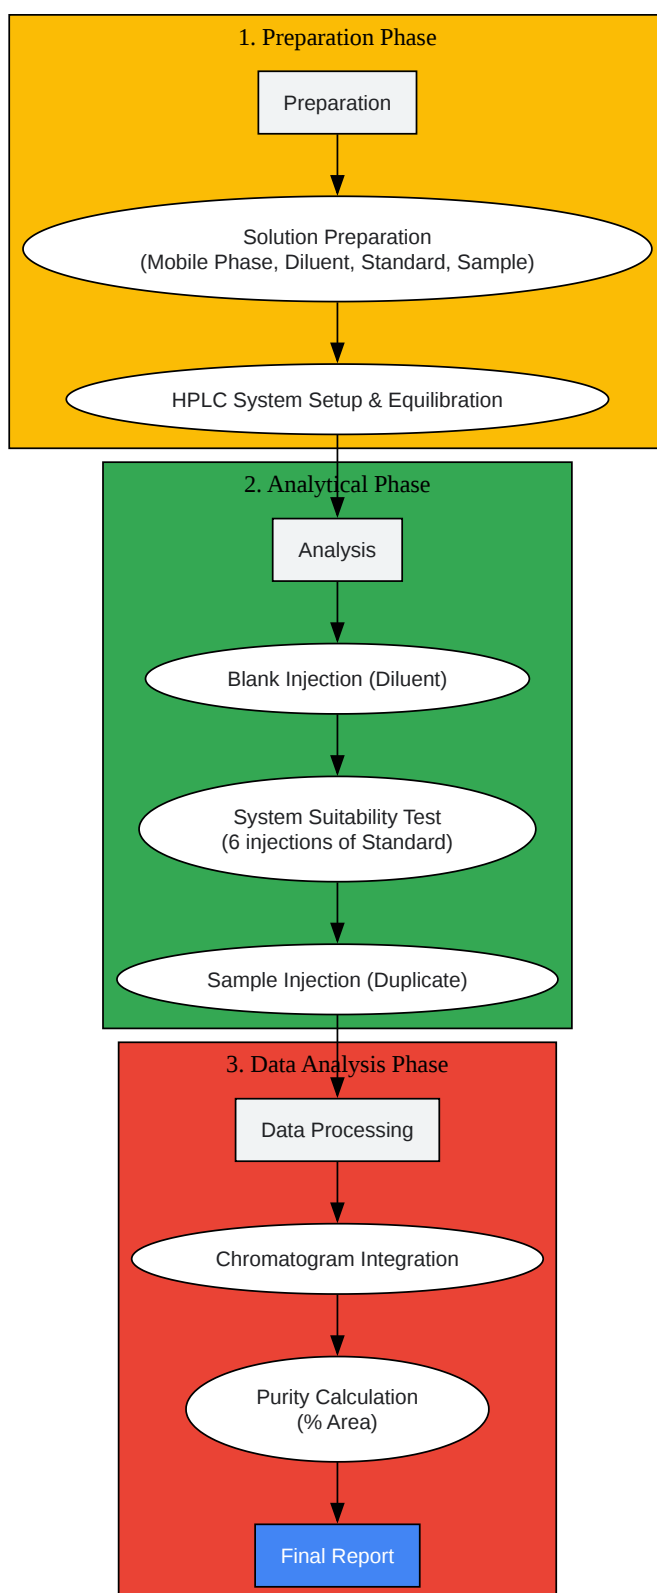 1. Preparation Phase
Preparation
Solution Preparation
(Mobile Phase, Diluent, Standard, Sample)
HPLC System Setup & Equilibration
2. Analytical Phase
Analysis
Blank Injection (Diluent)
System Suitability Test
(6 injections of Standard)
Sample Injection (Duplicate)
3. Data Analysis Phase
Data Processing
Chromatogram Integration
Purity Calculation
(% Area)
Final Report